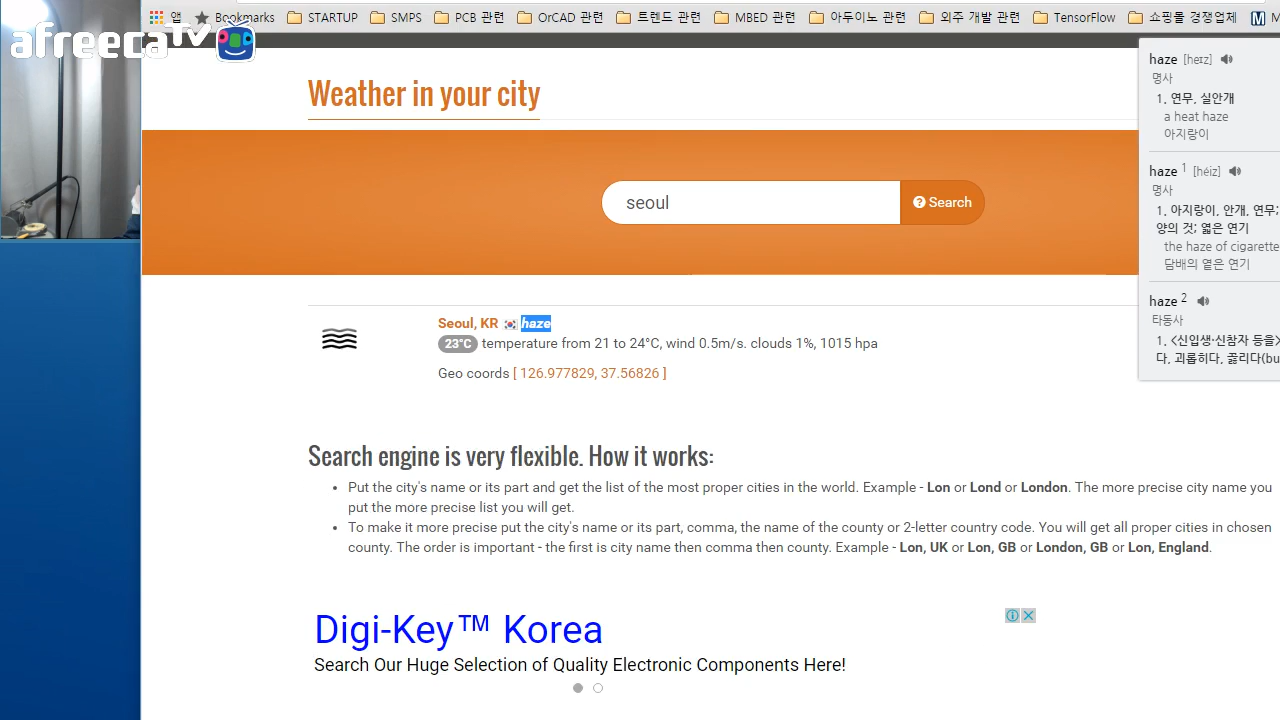 앱 Bookmarks STARTUP SMPS PCB 관련 OrCAD 관련 트렌드 관련 MBED 관련 아두이노 관련 외주 개발 관련 TensorFlow 쇼핑몰 경쟁업체 M
afreecaTV
Weather in your city
seoul
Search
Seoul, KR haze
23°C temperature from 21 to 24°C, wind 0.5m/s. clouds 1%, 1015 hpa
Geo coords [ 126.977829, 37.56826 ]
Search engine is very flexible. How it works:
• Put the city's name or its part and get the list of the most proper cities in the world. Example - Lon or Lond or London. The more precise city name you
put the more precise list you will get.
• To make it more precise put the city's name or its part, comma, the name of the county or 2-letter country code. You will get all proper cities in chosen
county. The order is important - the first is city name then comma then county. Example - Lon, UK or Lon, GB or London, GB or Lon, England.
Digi-Key™ Korea
Search Our Huge Selection of Quality Electronic Components Here!
haze [heɪz]
명사
1. 연무, 실안개
a heat haze
아지랑이
haze 1 [héiz]
명사
1. 아지랑이, 안개, 연무;
양의 것; 엷은 연기
the haze of cigarette
담배의 옅은 연기
haze 2
타동사
1. <신입생·신참자 등을>
다, 괴롭히다, 곯리다(bu